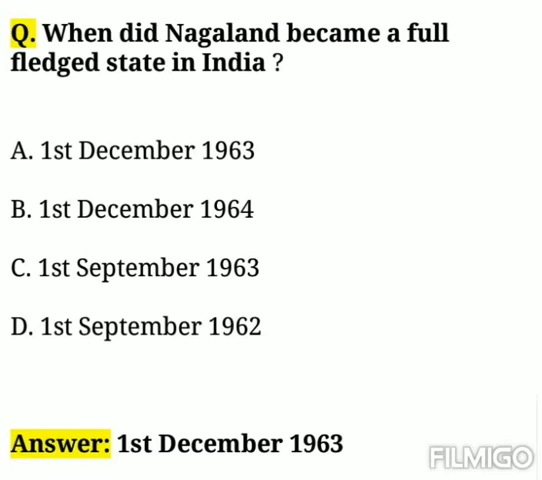 Q. When did Nagaland became a full
fledged state in India ?
A. 1st December 1963
B. 1st December 1964
C. 1st September 1963
D. 1st September 1962
Answer: 1st December 1963
FILMIGO